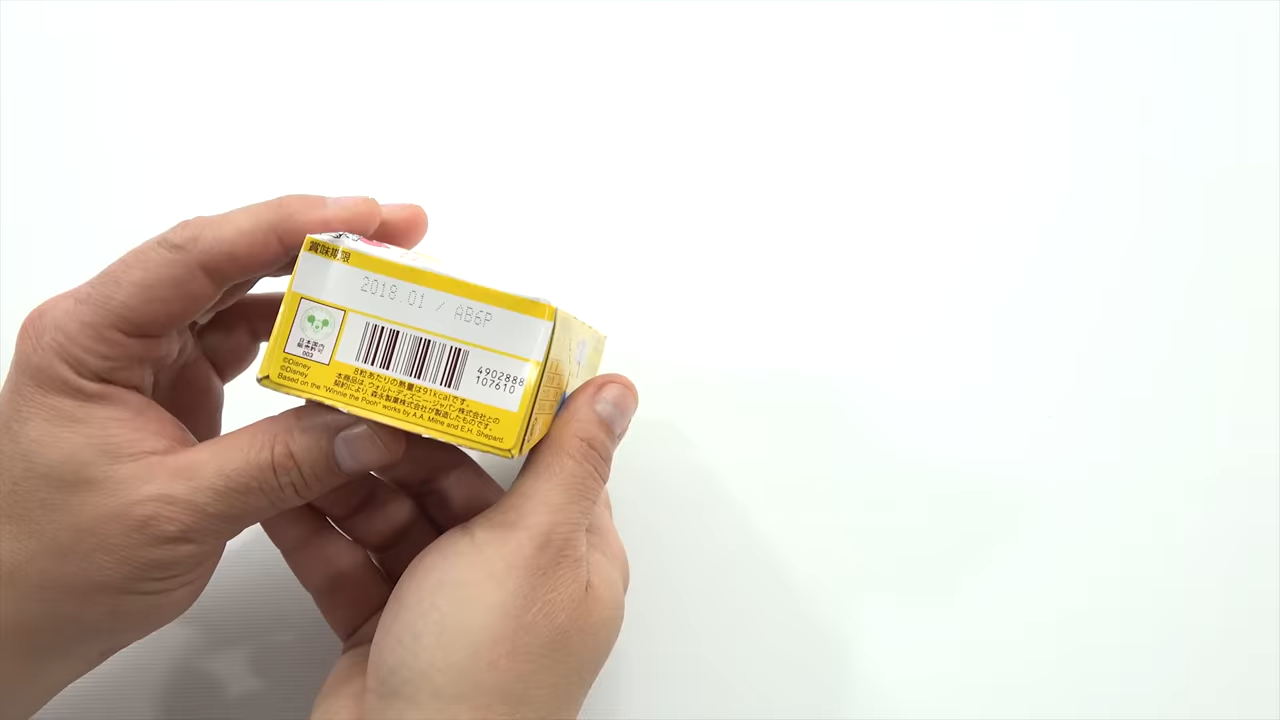 賞味期限
2018.01 / AB6P
日本国内
販売許可
003
4902888
107610
©Disney
©Disney
8粒あたりの熱量は91kcalです。
本商品は、ウォルト・ディズニー・ジャパン株式会社との
契約により、森永製菓株式会社が製造したものです。
Based on the "Winnie the Pooh" works by A.A. Milne and E.H. Shepard.